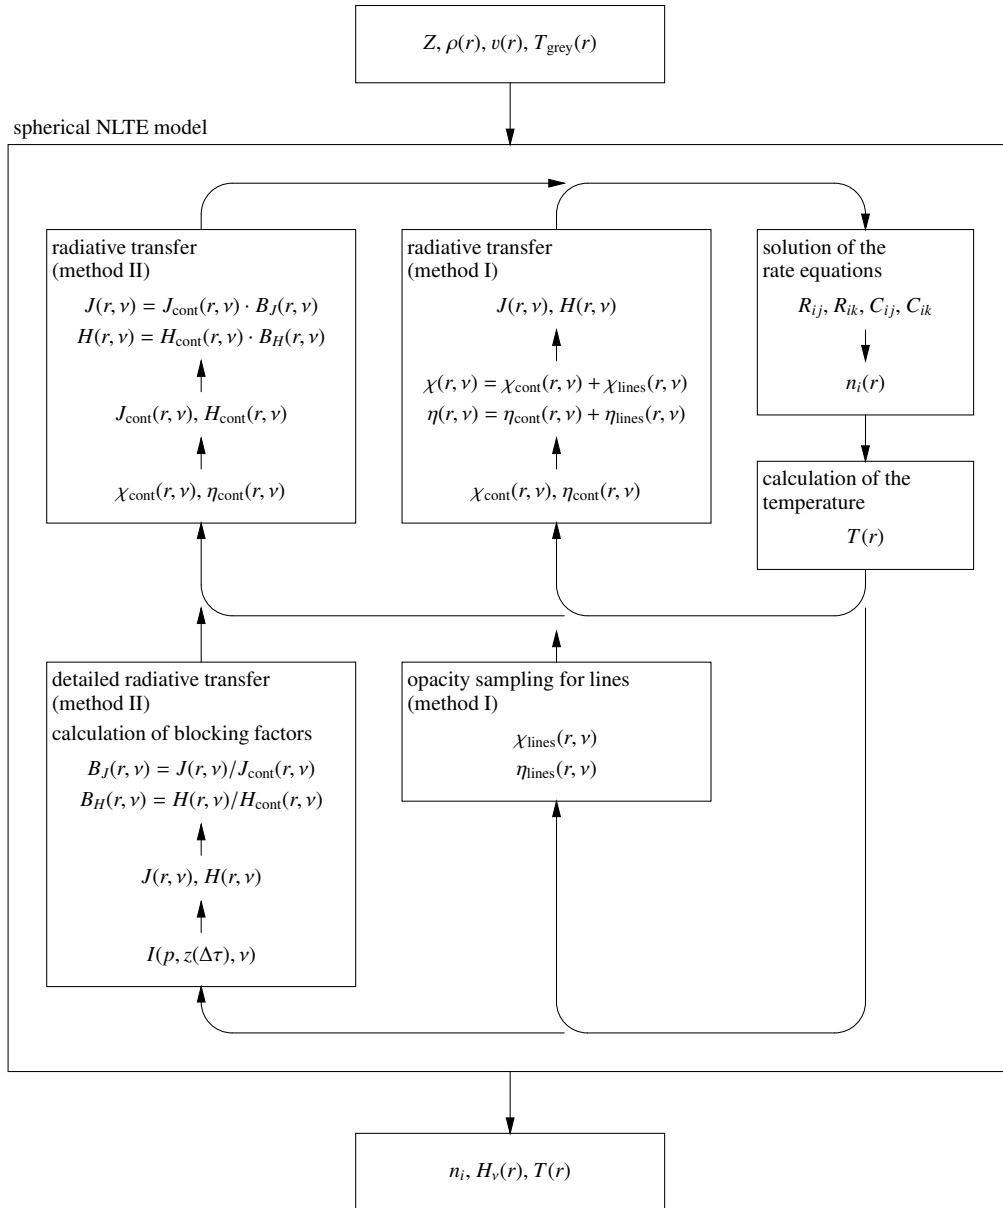 Z, ρ(r), v(r), T_grey(r)
spherical NLTE model
radiative transfer
(method II)
J(r, ν) = J_cont(r, ν) · B_J(r, ν)
H(r, ν) = H_cont(r, ν) · B_H(r, ν)
J_cont(r, ν), H_cont(r, ν)
χ_cont(r, ν), η_cont(r, ν)
radiative transfer
(method I)
J(r, ν), H(r, ν)
χ(r, ν) = χ_cont(r, ν) + χ_lines(r, ν)
η(r, ν) = η_cont(r, ν) + η_lines(r, ν)
χ_cont(r, ν), η_cont(r, ν)
solution of the
rate equations
R_ij, R_ik, C_ij, C_ik
n_i(r)
calculation of the
temperature
T(r)
detailed radiative transfer
(method II)
calculation of blocking factors
B_J(r, ν) = J(r, ν)/J_cont(r, ν)
B_H(r, ν) = H(r, ν)/H_cont(r, ν)
J(r, ν), H(r, ν)
I(p, z(Δτ), ν)
opacity sampling for lines
(method I)
χ_lines(r, ν)
η_lines(r, ν)
n_i, H_ν(r), T(r)